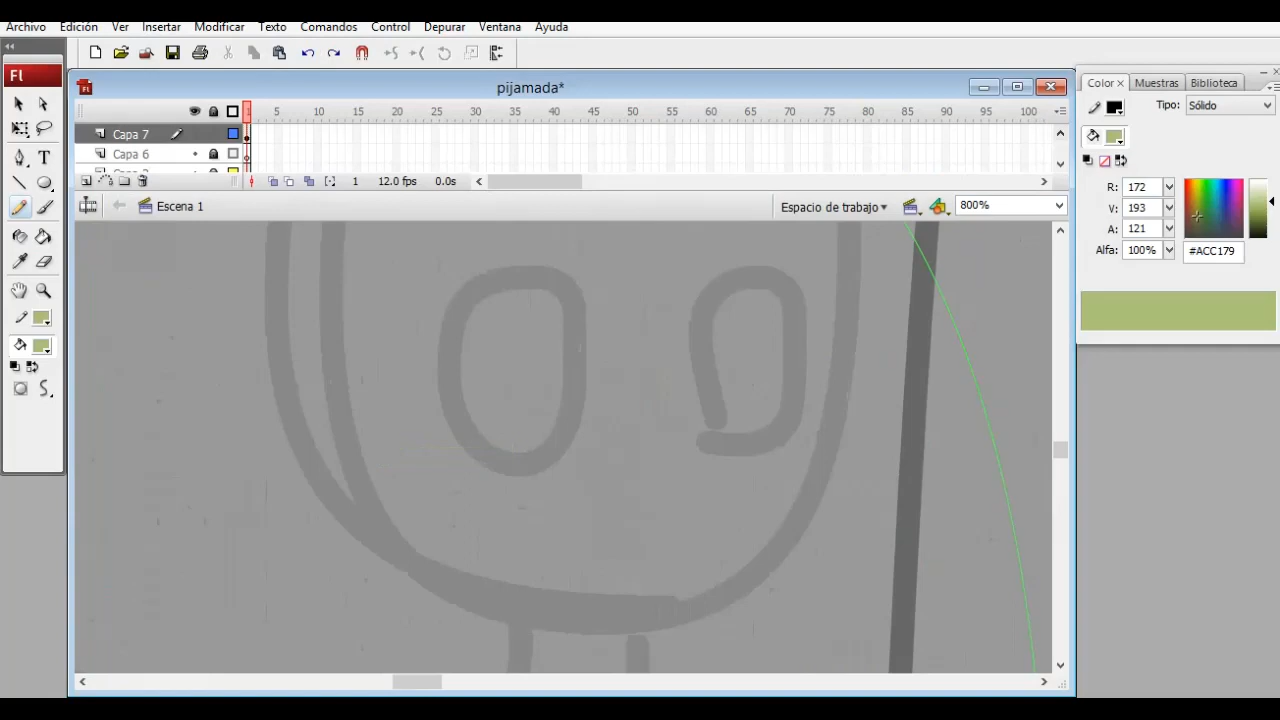 Archivo Edición Ver Insertar Modificar Texto Comandos Control Depurar Ventana Ayuda
Fl
pijamada*
5 10 15 20 25 30 35 40 45 50 55 60 65 70 75 80 85 90 95 100
Capa 7
Capa 6
1 12.0 fps 0.0s
Escena 1
Espacio de trabajo
800%
T
Color Muestras Biblioteca
Tipo: Sólido
R: 172
V: 193
A: 121
Alfa: 100% #ACC179